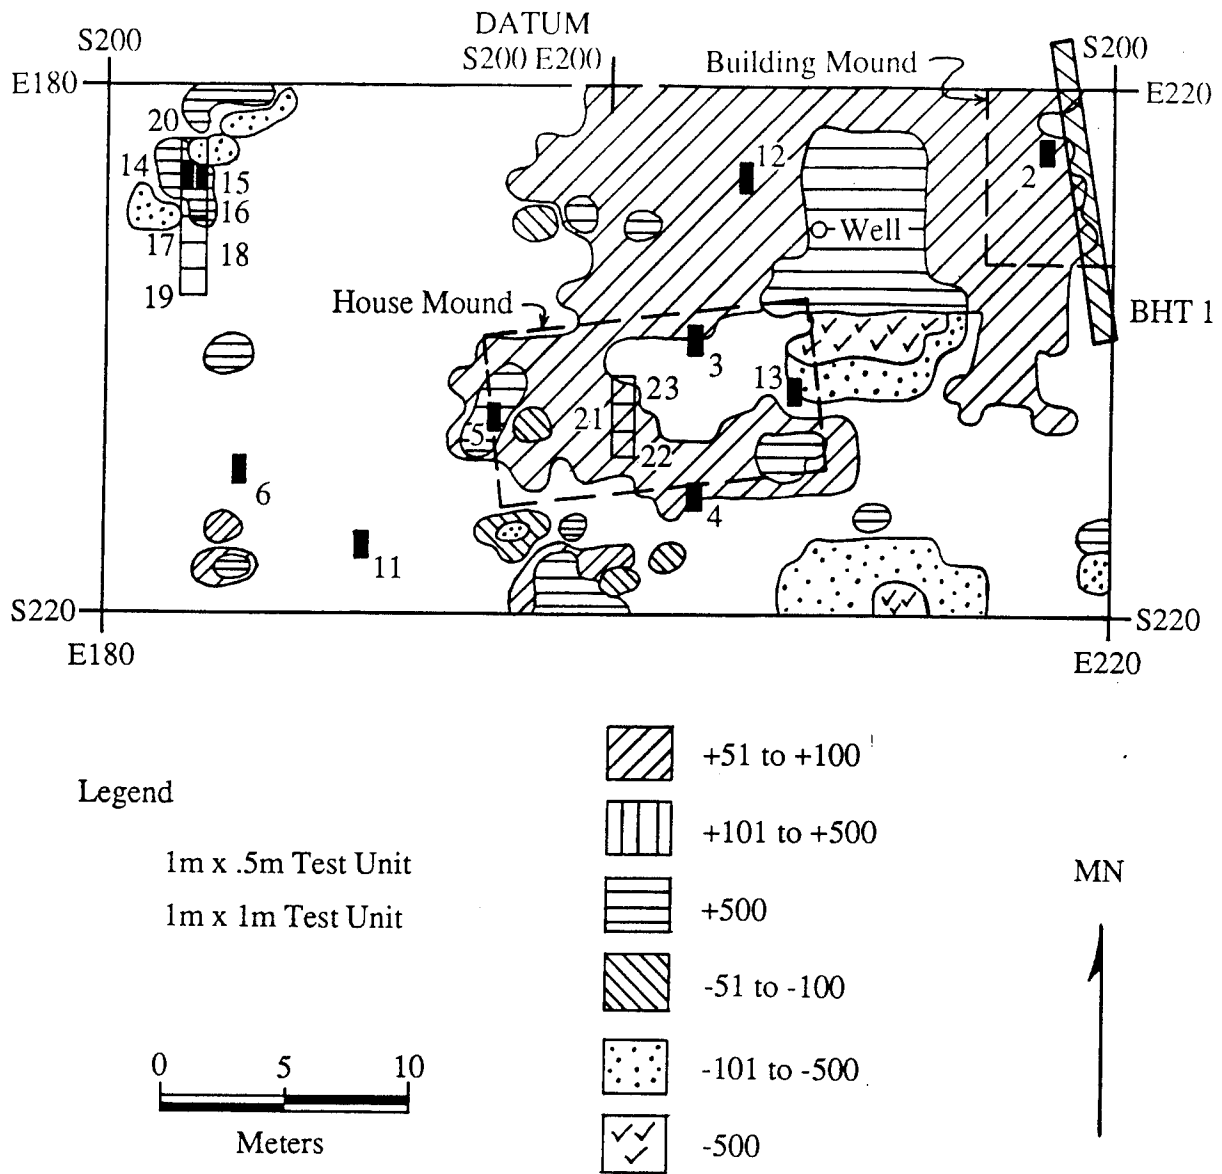 DATUM
S200
S200 E200
Building Mound
S200
E180
E220
20
14
12
15
2
16
17
18
Well
19
House Mound
BHT 1
3
13
23
21
5
22
6
4
11
S220
S220
E180
E220
+51 to +100
Legend
+101 to +500
1m x .5m Test Unit
MN
1m x 1m Test Unit
+500
-51 to -100
0 5 10
-101 to -500
Meters
-500